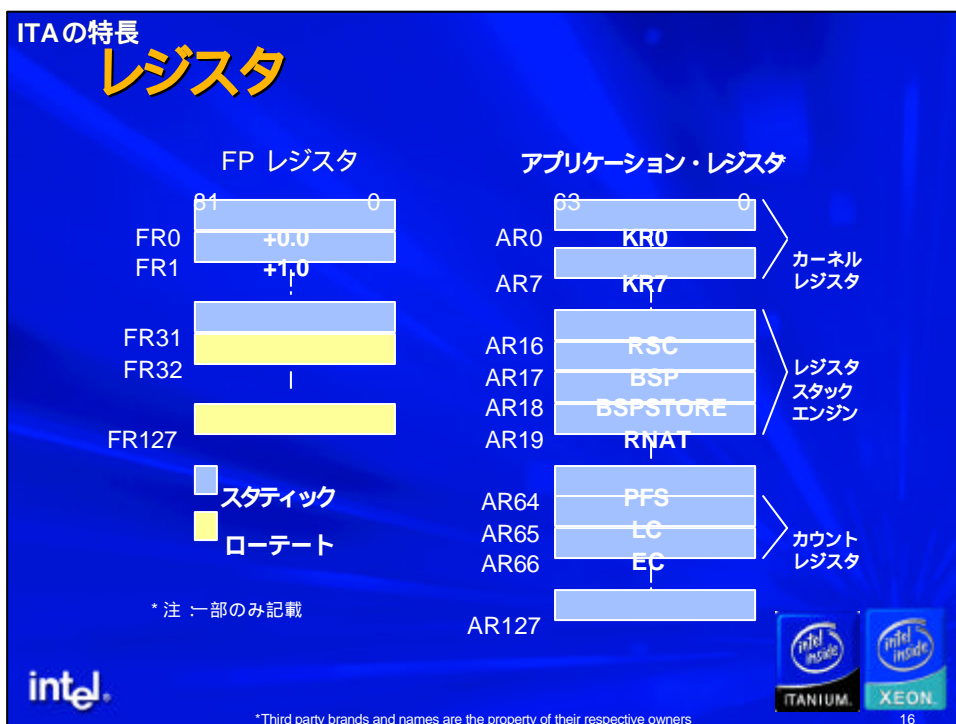 ITAの特長
レジスタ
FP レジスタ
81 0
FR0 +0.0
FR1 +1.0
FR31
FR32
FR127
スタティック
ローテート
* 注 :一部のみ記載
アプリケーション・レジスタ
63 0
AR0 KR0
AR7 KR7
カーネル
レジスタ
AR16 RSC
AR17 BSP
AR18 BSPSTORE
AR19 RNAT
レジスタ
スタック
エンジン
AR64 PFS
AR65 LC
AR66 EC
カウント
レジスタ
AR127
intel.
intel inside
ITANIUM.
intel inside
XEON.
*Third party brands and names are the property of their respective owners
16